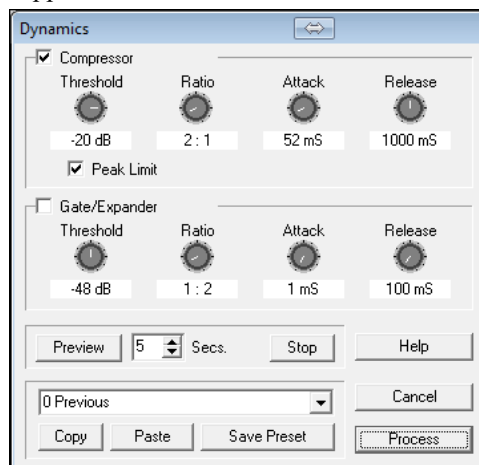 Dynamics
Compressor
Threshold Ratio Attack Release
-20 dB 2 : 1 52 mS 1000 mS
Peak Limit
Gate/Expander
Threshold Ratio Attack Release
-48 dB 1 : 2 1 mS 100 mS
Preview 5 Secs. Stop Help
0 Previous Cancel
Copy Paste Save Preset Process